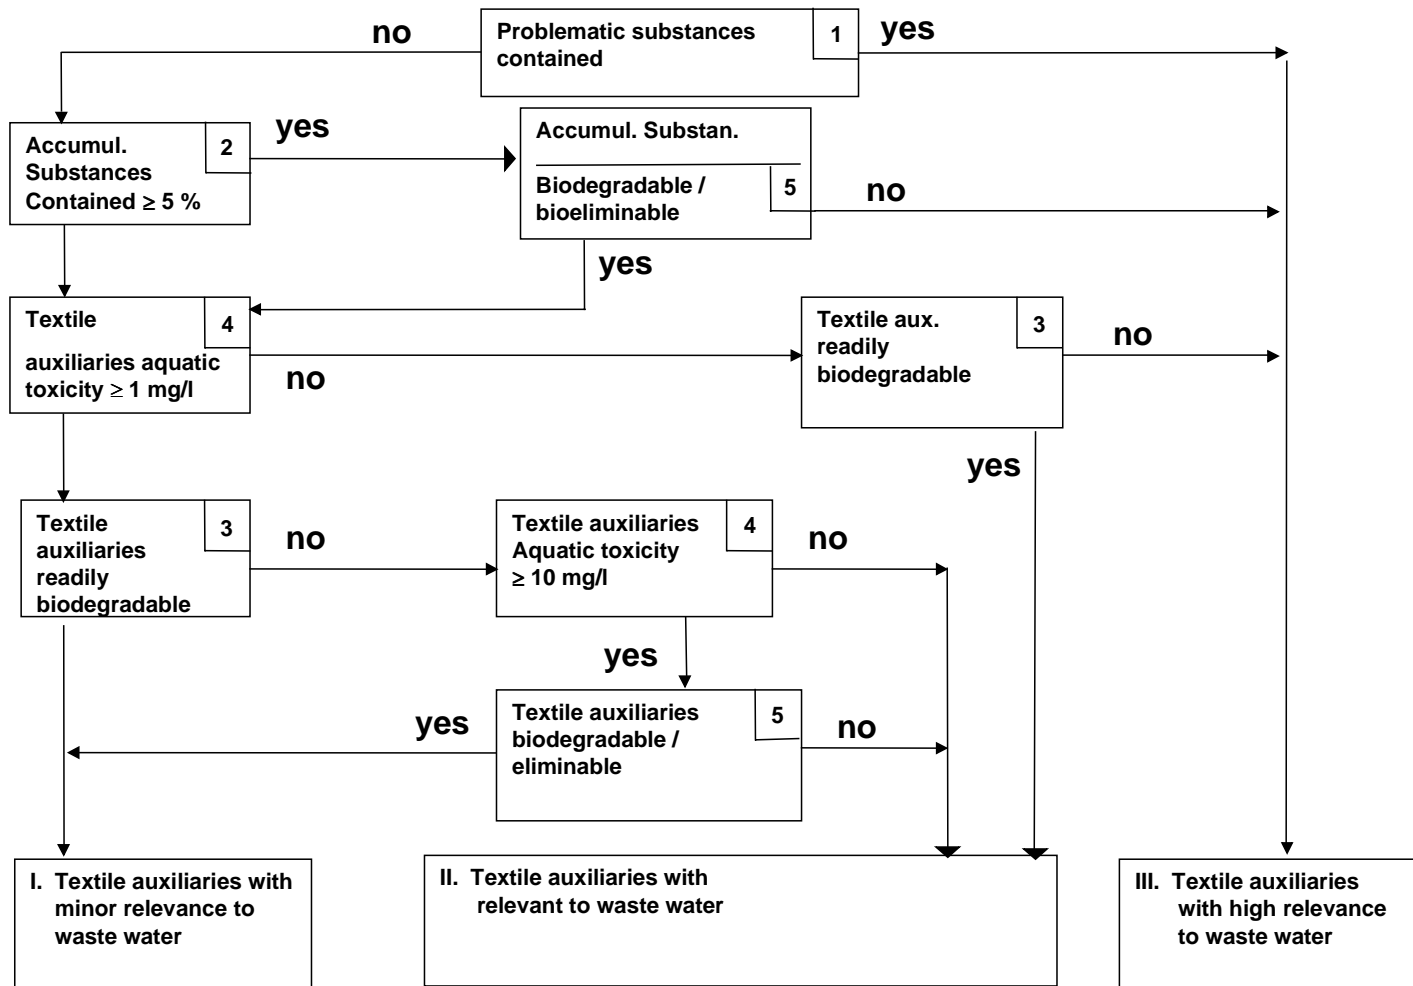 no
Problematic substances
contained
1
yes
Accumul.
Substances
Contained ≥ 5 %
2
yes
Accumul. Substan.
Biodegradable /
bioeliminable
5
no
yes
Textile
auxiliaries aquatic
toxicity ≥ 1 mg/l
4
no
Textile aux.
readily
biodegradable
3
no
yes
Textile
auxiliaries
readily
biodegradable
3
no
Textile auxiliaries
Aquatic toxicity
≥ 10 mg/l
4
no
yes
yes
Textile auxiliaries
biodegradable /
eliminable
5
no
I. Textile auxiliaries with
minor relevance to
waste water
II. Textile auxiliaries with
relevant to waste water
III. Textile auxiliaries
with high relevance
to waste water